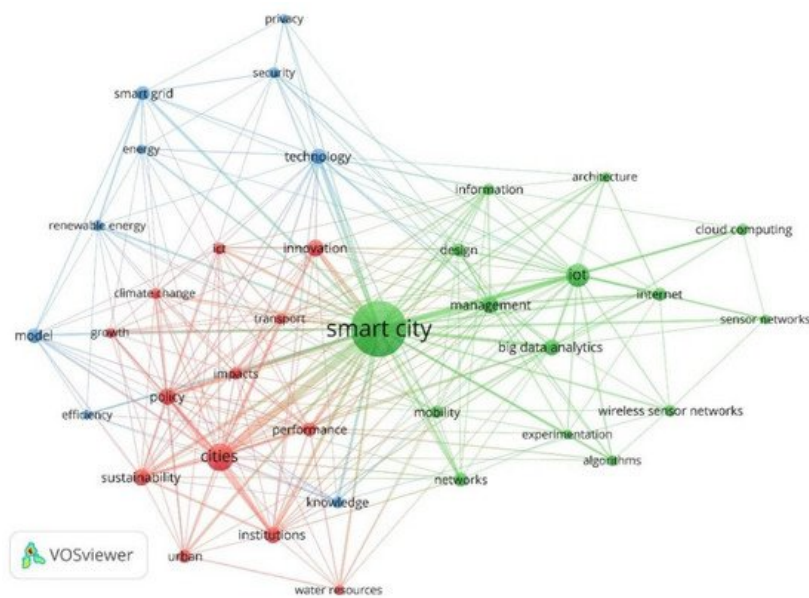 privacy
security
smart grid
technology
energy
architecture
information
cloud computing
renewable energy
ict
innovation
design
iot
climate change
internet
management
transport
smart city
sensor networks
growth
model
big data analytics
impacts
policy
efficiency
mobility
wireless sensor networks
performance
experimentation
cities
algorithms
sustainability
networks
knowledge
institutions
urban
VOSviewer
water resources